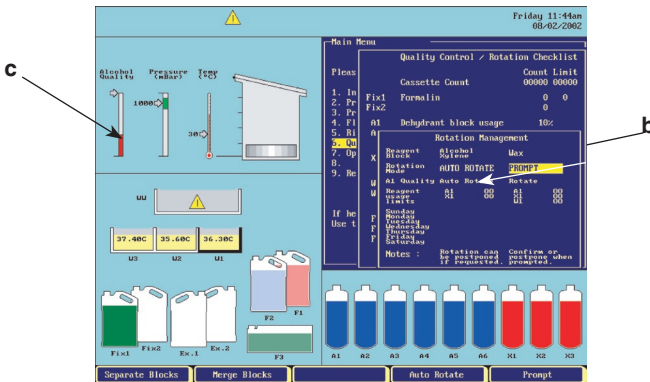 Friday 11:44am
08/02/2002
c
b
Alcohol Quality
Pressure (mBar)
Temp (°C)
1000
30
WW
37.40C 35.60C 36.30C
W3 W2 W1
Fix1 Fix2 Ex.1 Ex.2
F2 F1
F3
Main Menu
Pleas
1. In
2. Pr
3. Pr
4. Fl
5. Ri
6. Qu
7. Op
8.
9. Re
If he
Use t
Quality Control / Rotation Checklist
Count Limit
Cassette Count 00000 00000
Fix1 Formalin 0 0
Fix2 0
A1 Dehydrant block usage 10%
A
X
W
W
F
F
F
Rotation Management
Reagent Block Alcohol Xylene Wax
Rotation Mode AUTO ROTATE PROMPT
A1 Quality Auto Rota Rotate
Reagent usage limits A1 00 A1 00
X1 00 X1 00
W1 00
Sunday
Monday
Tuesday
Wednesday
Thursday
Friday
Saturday
Notes : Rotation can be postponed if requested. Confirm or postpone when prompted.
A1 A2 A3 A4 A5 A6 X1 X2 X3
Separate Blocks Merge Blocks Auto Rotate Prompt